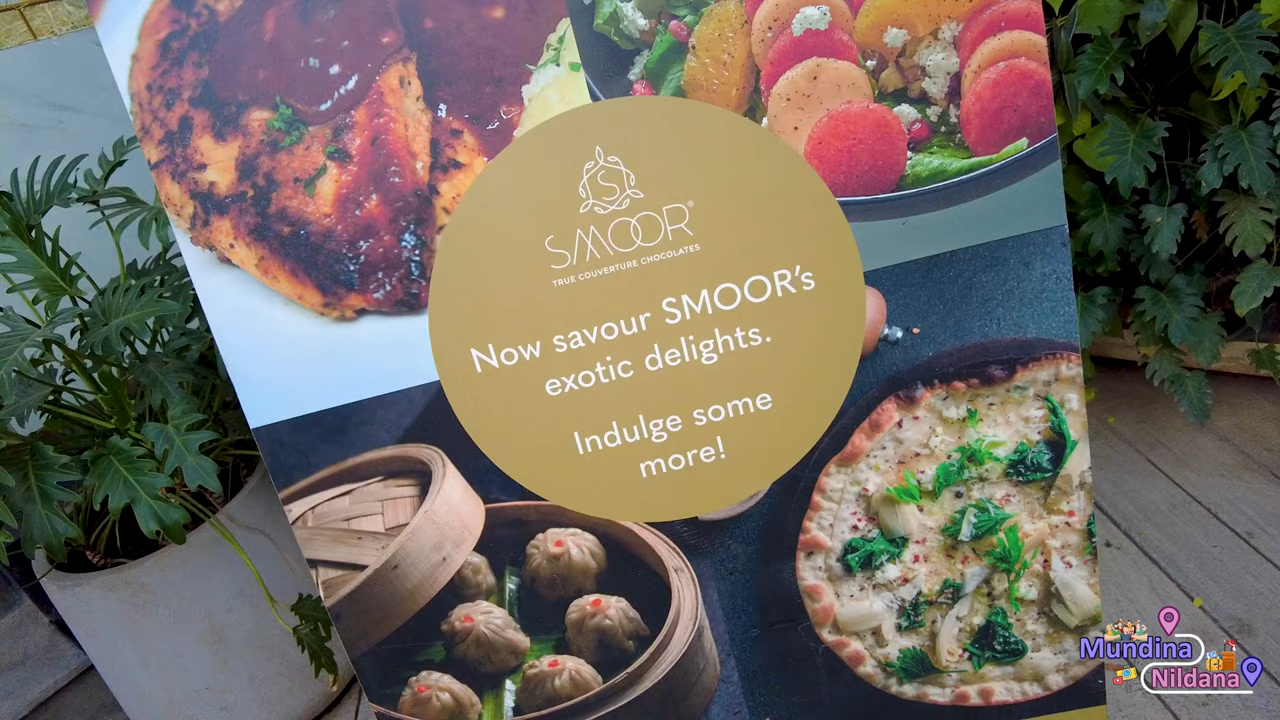 S
SMOOR®
TRUE COUVERTURE CHOCOLATES
Now savour SMOOR's
exotic delights.
Indulge some
more!
Mundina
Nildana